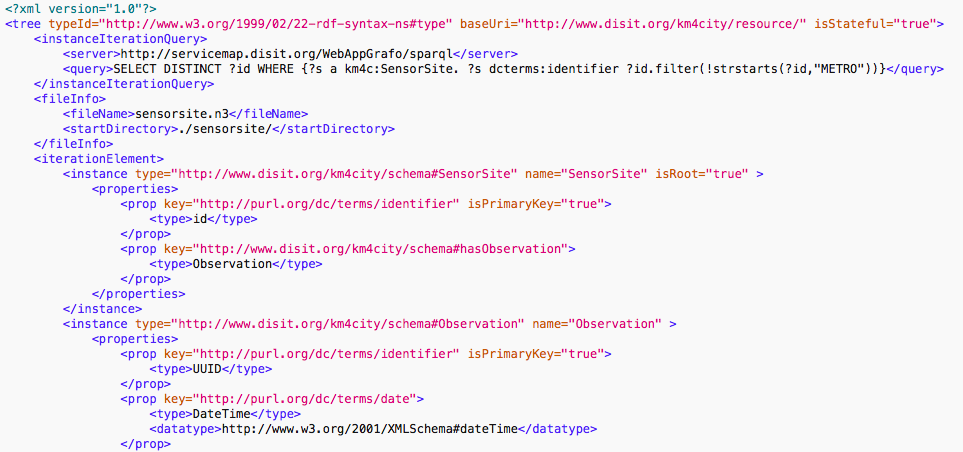 <?xml version="1.0"?>
<tree typeId="http://www.w3.org/1999/02/22-rdf-syntax-ns#type" baseUri="http://www.disit.org/km4city/resource/" isStateful="true">
    <instanceIterationQuery>
        <server>http://servicemap.disit.org/WebAppGrafo/sparql</server>
        <query>SELECT DISTINCT ?id WHERE {?s a km4c:SensorSite. ?s dcterms:identifier ?id.filter(!strstarts(?id,"METRO"))}</query>
    </instanceIterationQuery>
    <fileInfo>
        <fileName>sensorsite.n3</fileName>
        <startDirectory>./sensorsite/</startDirectory>
    </fileInfo>
    <iterationElement>
        <instance type="http://www.disit.org/km4city/schema#SensorSite" name="SensorSite" isRoot="true" >
            <properties>
                <prop key="http://purl.org/dc/terms/identifier" isPrimaryKey="true">
                    <type>id</type>
                </prop>
                <prop key="http://www.disit.org/km4city/schema#hasObservation">
                    <type>Observation</type>
                </prop>
            </properties>
        </instance>
        <instance type="http://www.disit.org/km4city/schema#Observation" name="Observation" >
            <properties>
                <prop key="http://purl.org/dc/terms/identifier" isPrimaryKey="true">
                    <type>UUID</type>
                </prop>
                <prop key="http://purl.org/dc/terms/date">
                    <type>DateTime</type>
                    <datatype>http://www.w3.org/2001/XMLSchema#dateTime</datatype>
                </prop>